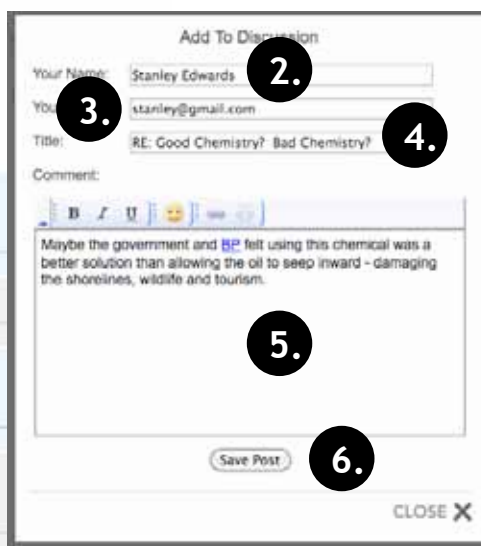 Add To Discussion
Your Name: Stanley Edwards 2.
3. stanley@gmail.com
Title: RE: Good Chemistry? Bad Chemistry? 4.
Comment:
B I U
Maybe the government and BP felt using this chemical was a
better solution than allowing the oil to seep inward - damaging
the shorelines, wildlife and tourism.
5.
Save Post 6.
CLOSE X